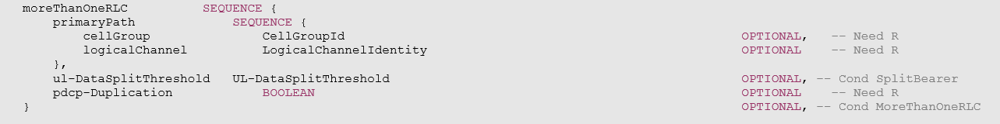 moreThanOneRLC SEQUENCE {
primaryPath SEQUENCE {
cellGroup CellGroupId OPTIONAL, -- Need R
logicalChannel LogicalChannelIdentity OPTIONAL -- Need R
},
ul-DataSplitThreshold UL-DataSplitThreshold OPTIONAL, -- Cond SplitBearer
pdcp-Duplication BOOLEAN OPTIONAL -- Need R
} OPTIONAL, -- Cond MoreThanOneRLC